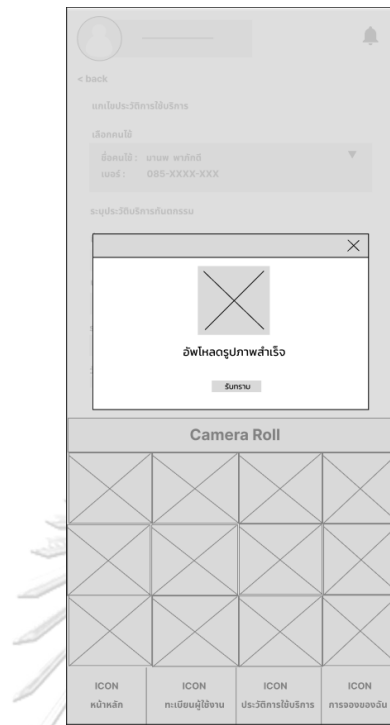 < back
แก้ไขประวัติการใช้บริการ
เลือกคนไข้
ชื่อคนไข้ : มานพ พาภักดี
เบอร์ : 085-XXXX-XXX
ระบุประวัติบริการทันตกรรม
อัพโหลดรูปภาพสำเร็จ
รับทราบ
Camera Roll
ICON ICON ICON ICON
หน้าหลัก ทะเบียนผู้ใช้งาน ประวัติการใช้บริการ การจองของฉัน